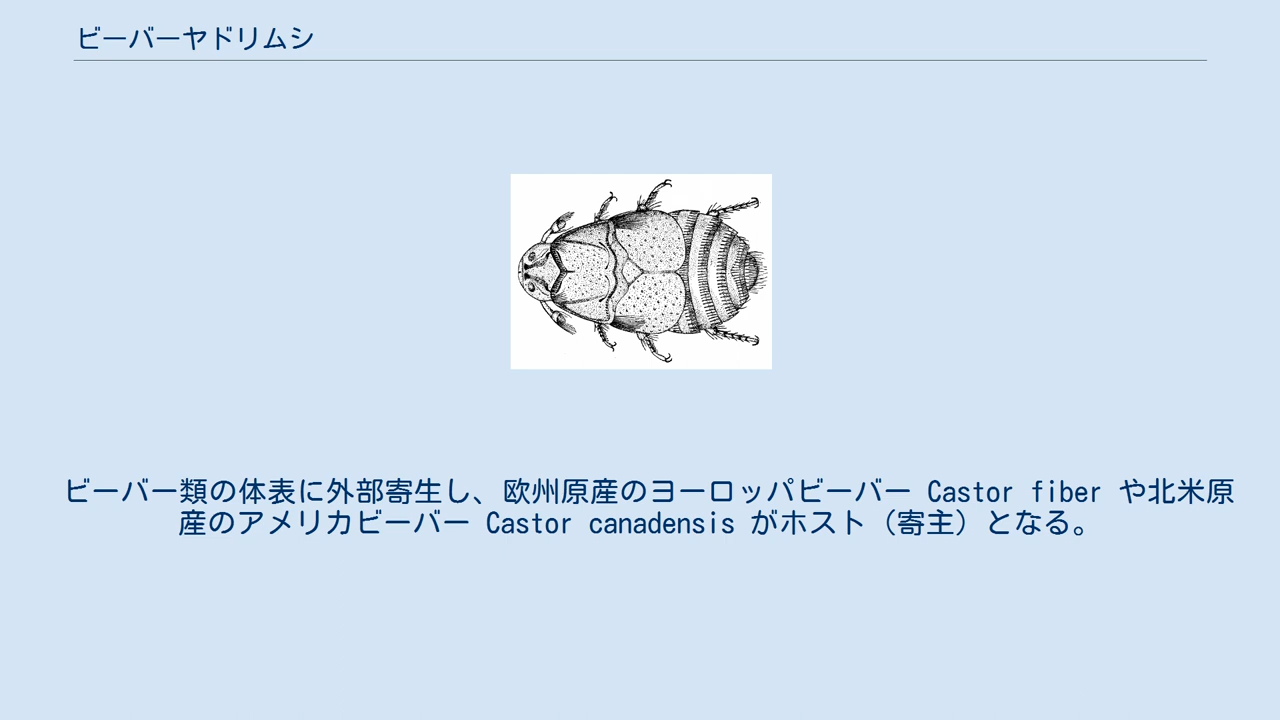 ビーバーヤドリムシ
ビーバー類の体表に外部寄生し、欧州原産のヨーロッパビーバー Castor fiber や北米原
産のアメリカビーバー Castor canadensis がホスト（寄主）となる。